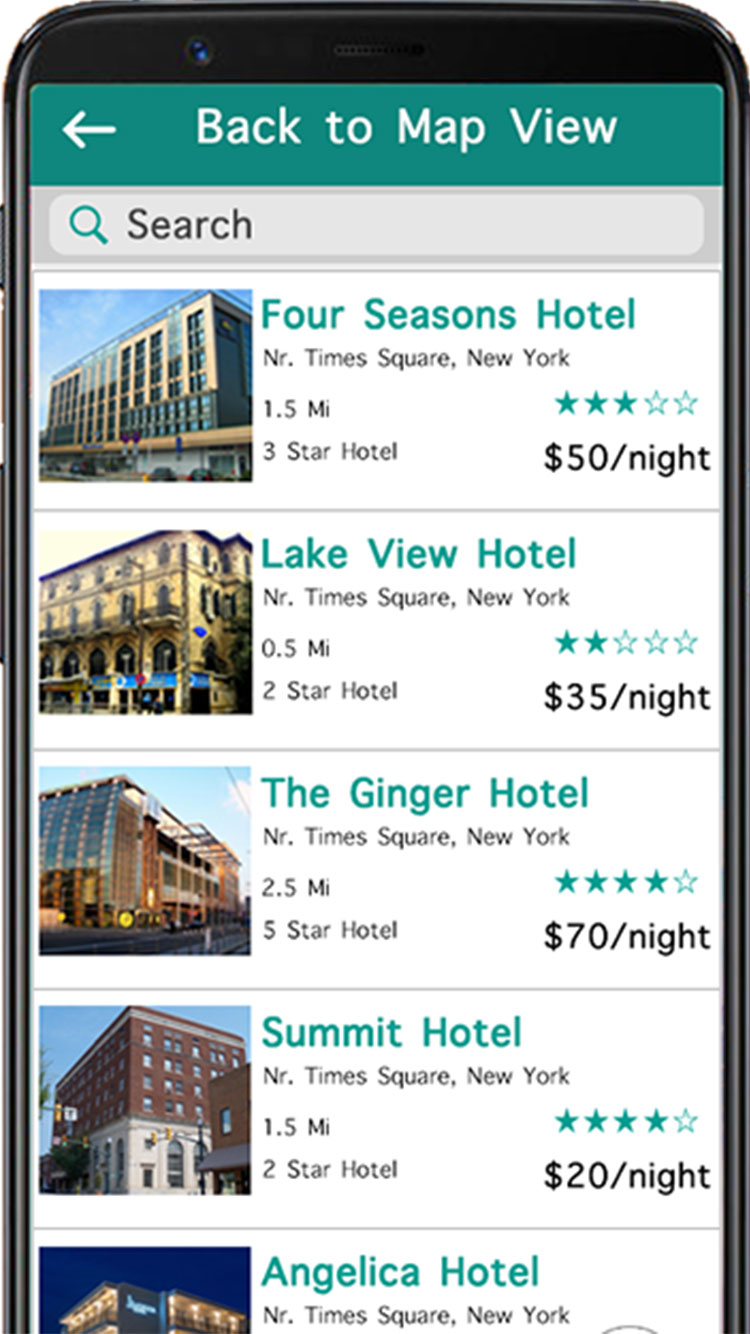 Back to Map View
Search
Four Seasons Hotel
Nr. Times Square, New York
1.5 Mi
3 Star Hotel
$50/night
Lake View Hotel
Nr. Times Square, New York
0.5 Mi
2 Star Hotel
$35/night
The Ginger Hotel
Nr. Times Square, New York
2.5 Mi
5 Star Hotel
$70/night
Summit Hotel
Nr. Times Square, New York
1.5 Mi
2 Star Hotel
$20/night
Angelica Hotel
Nr. Times Square, New York